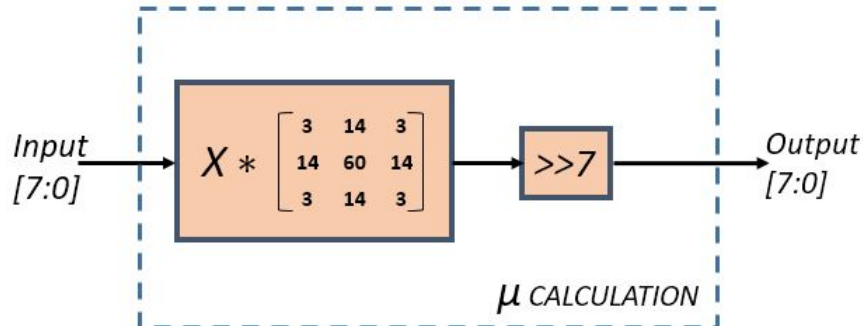 Input
[7:0]
X *
3 14 3
14 60 14
3 14 3
>>7
Output
[7:0]
μ CALCULATION